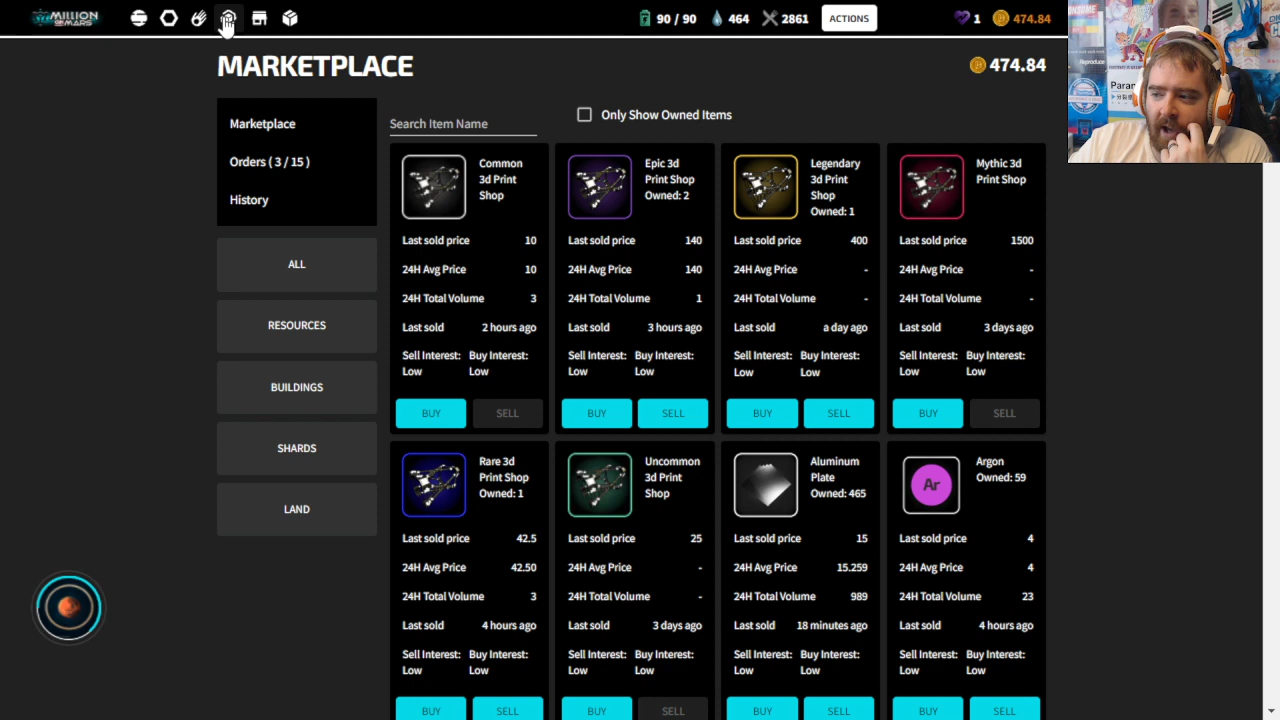 MILLION
ON MARS
90 / 90
464
2861
ACTIONS
1
474.84
MARKETPLACE
474.84
Marketplace
Orders ( 3 / 15 )
History
ALL
RESOURCES
BUILDINGS
SHARDS
LAND
Search Item Name
Only Show Owned Items
Common
3d Print
Shop
Last sold price 10
24H Avg Price 10
24H Total Volume 3
Last sold 2 hours ago
Sell Interest: Buy Interest:
Low Low
BUY SELL
Epic 3d
Print Shop
Owned: 2
Last sold price 140
24H Avg Price 140
24H Total Volume 1
Last sold 3 hours ago
Sell Interest: Buy Interest:
Low Low
BUY SELL
Legendary
3d Print
Shop
Owned: 1
Last sold price 400
24H Avg Price -
24H Total Volume -
Last sold a day ago
Sell Interest: Buy Interest:
Low Low
BUY SELL
Mythic 3d
Print Shop
Last sold price 1500
24H Avg Price -
24H Total Volume -
Last sold 3 days ago
Sell Interest: Buy Interest:
Low Low
BUY SELL
Rare 3d
Print Shop
Owned: 1
Last sold price 42.5
24H Avg Price 42.50
24H Total Volume 3
Last sold 4 hours ago
Sell Interest: Buy Interest:
Low Low
BUY SELL
Uncommon
3d Print
Shop
Last sold price 25
24H Avg Price -
24H Total Volume -
Last sold 3 days ago
Sell Interest: Buy Interest:
Low Low
BUY SELL
Aluminum
Plate
Owned: 465
Last sold price 15
24H Avg Price 15.259
24H Total Volume 989
Last sold 18 minutes ago
Sell Interest: Buy Interest:
Low Low
BUY SELL
Ar
Argon
Owned: 59
Last sold price 4
24H Avg Price 4
24H Total Volume 23
Last sold 4 hours ago
Sell Interest: Buy Interest:
Low Low
BUY SELL